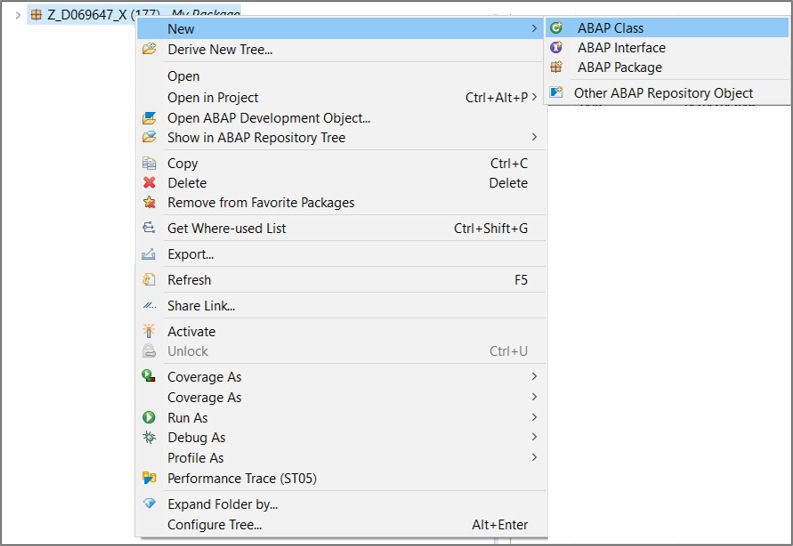 Z_D069647_X (177) My Package
New
ABAP Class
ABAP Interface
ABAP Package
Other ABAP Repository Object
Derive New Tree...
Open
Open in Project Ctrl+Alt+P
Open ABAP Development Object...
Show in ABAP Repository Tree
Copy Ctrl+C
Delete Delete
Remove from Favorite Packages
Get Where-used List Ctrl+Shift+G
Export...
Refresh F5
Share Link...
Activate
Unlock Ctrl+U
Coverage As
Coverage As
Run As
Debug As
Profile As
Performance Trace (ST05)
Expand Folder by...
Configure Tree... Alt+Enter